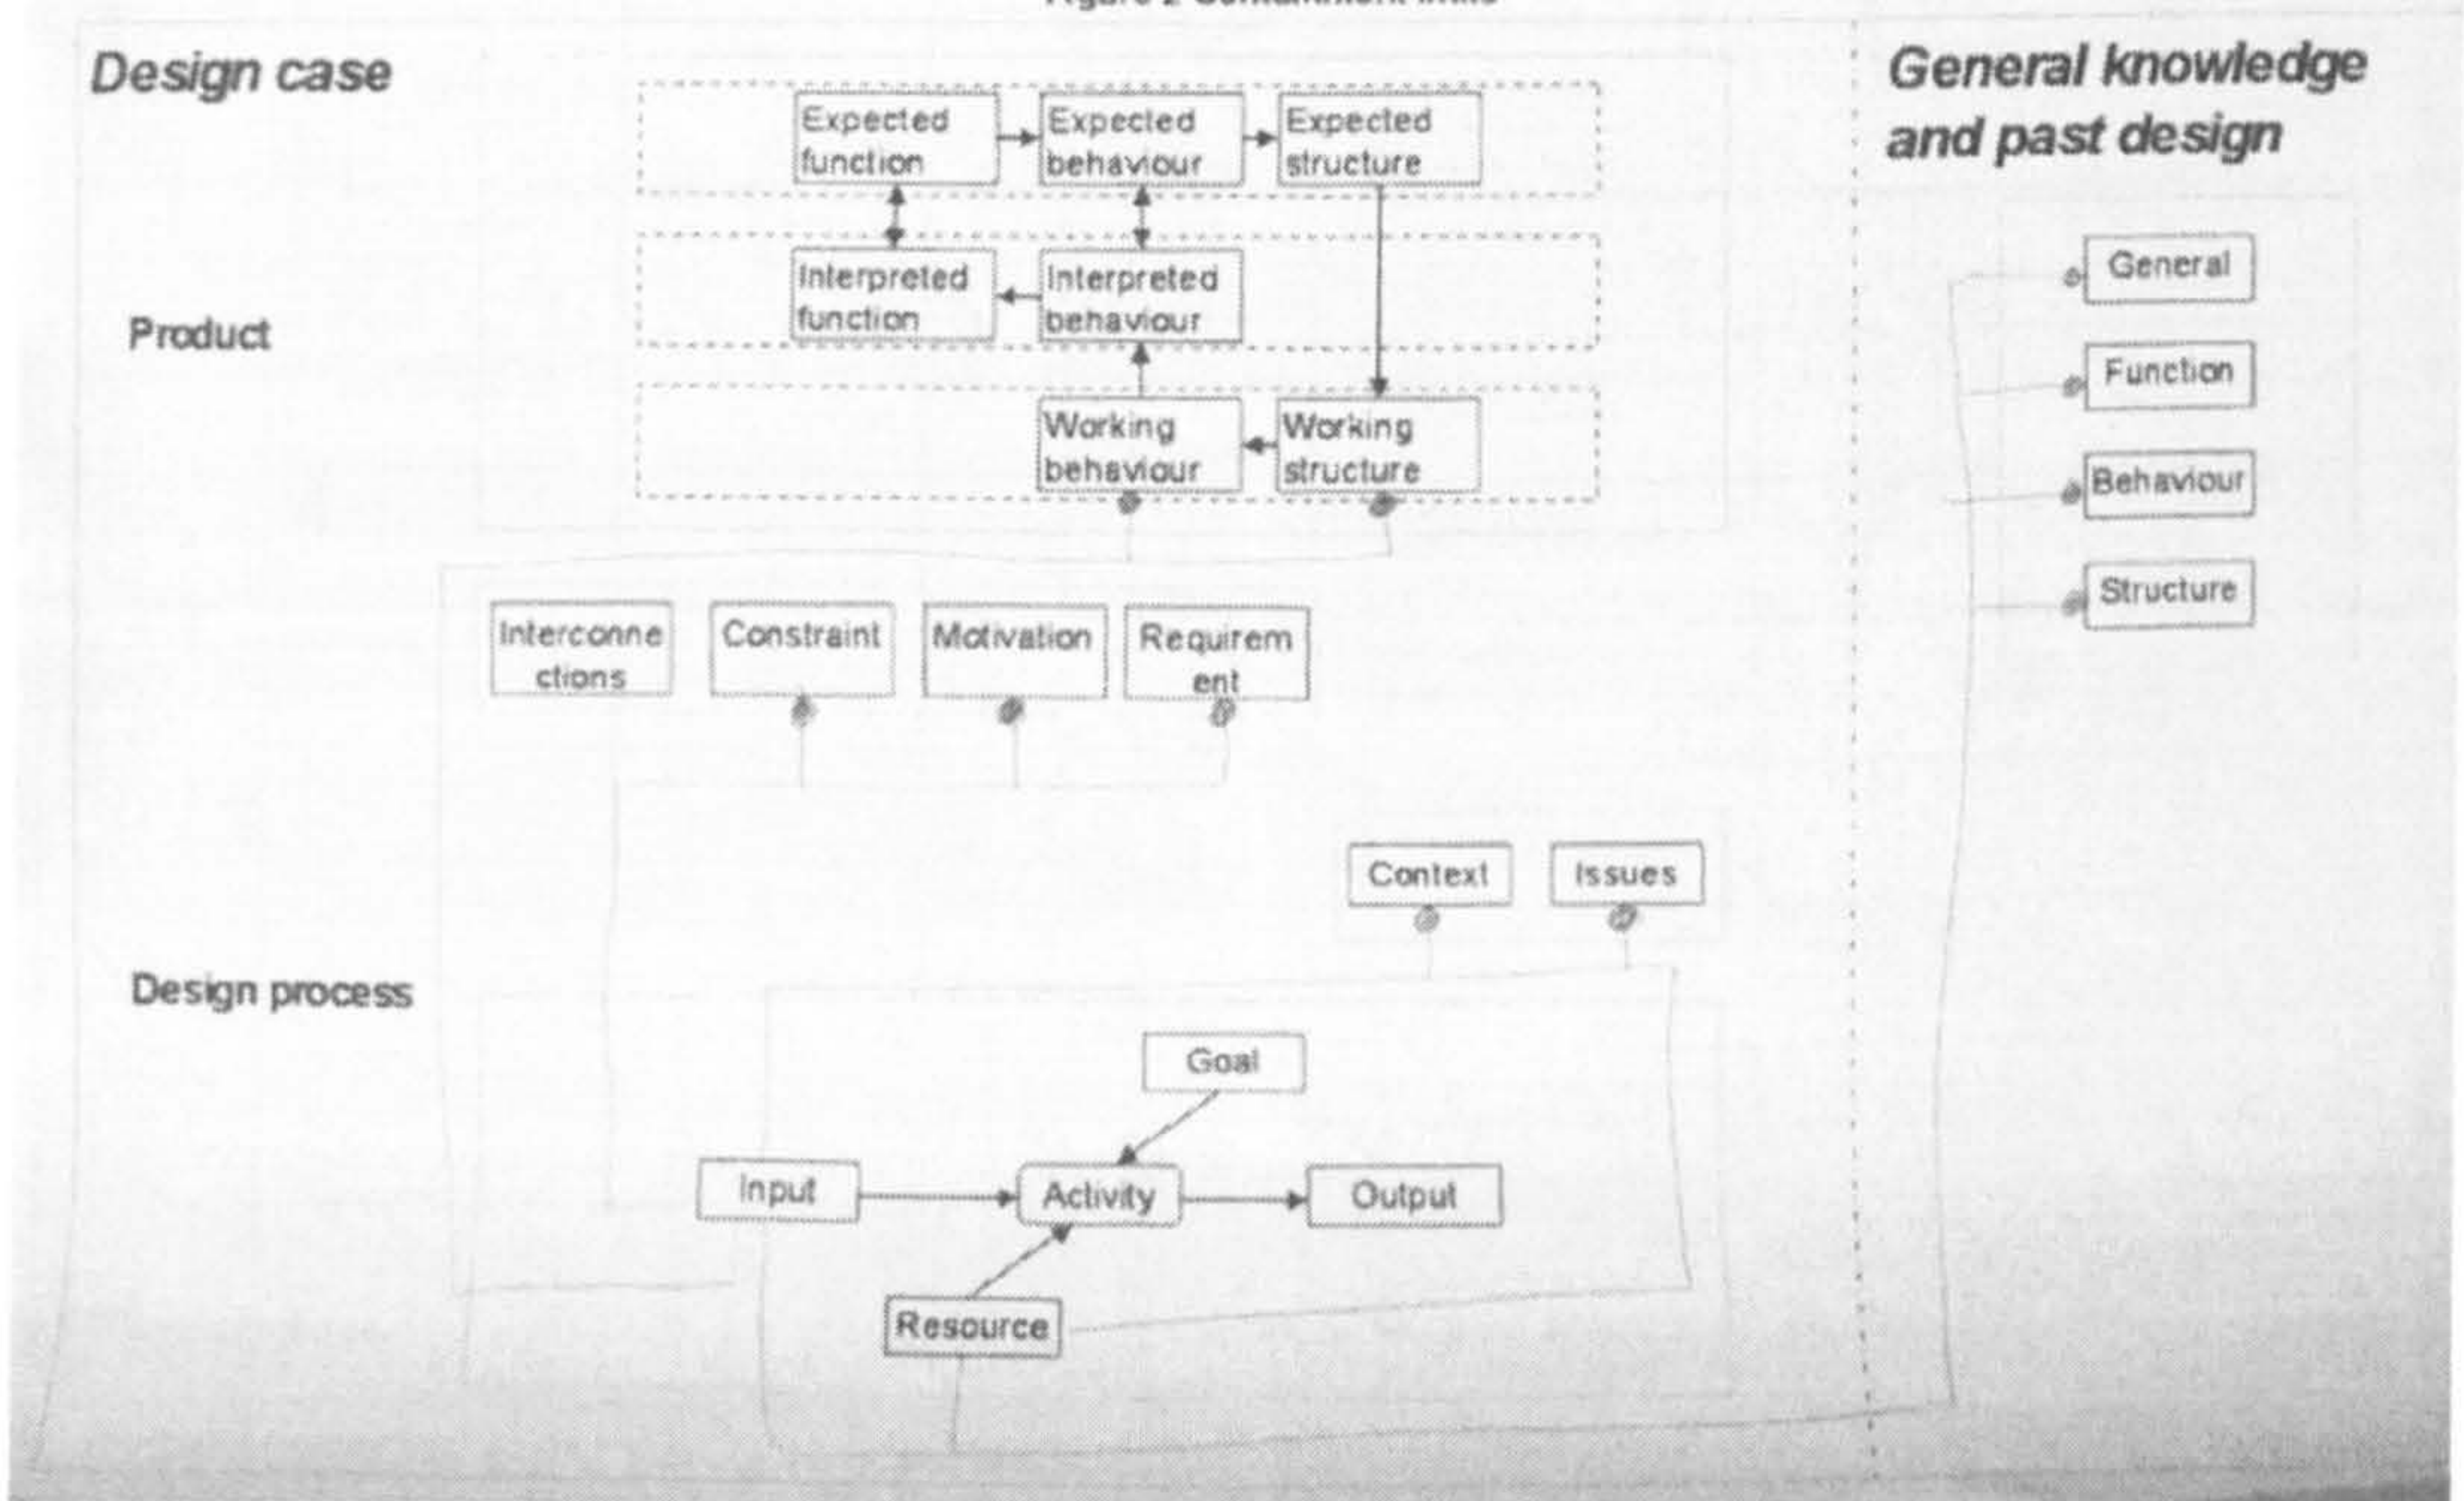 Design case
General knowledge
and past design
Expected
function
Expected
behaviour
Expected
structure
Interpreted
function
Interpreted
behaviour
Working
behaviour
Working
structure
Product
General
Function
Behaviour
Structure
Interconne
ctions
Constraint
Motivation
Requirem
ent
Context
Issues
Design process
Goal
Input
Activity
Output
Resource